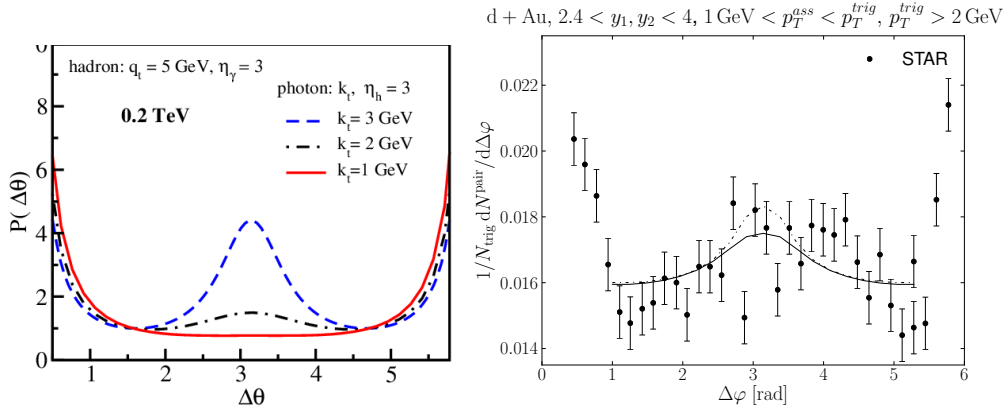 hadron: q_t = 5 GeV, η_γ = 3
photon: k_t, η_h = 3
0.2 TeV
k_t = 3 GeV
k_t = 2 GeV
k_t = 1 GeV
P( Δθ)
8
6
4
2
0
1 2 3 4 5
Δθ
d + Au, 2.4 < y_1, y_2 < 4, 1 GeV < p_T^{ass} < p_T^{trig}, p_T^{trig} > 2 GeV
STAR
1/N_trig dN^pair/dΔφ
0.022
0.020
0.018
0.016
0.014
0 1 2 3 4 5 6
Δφ [rad]